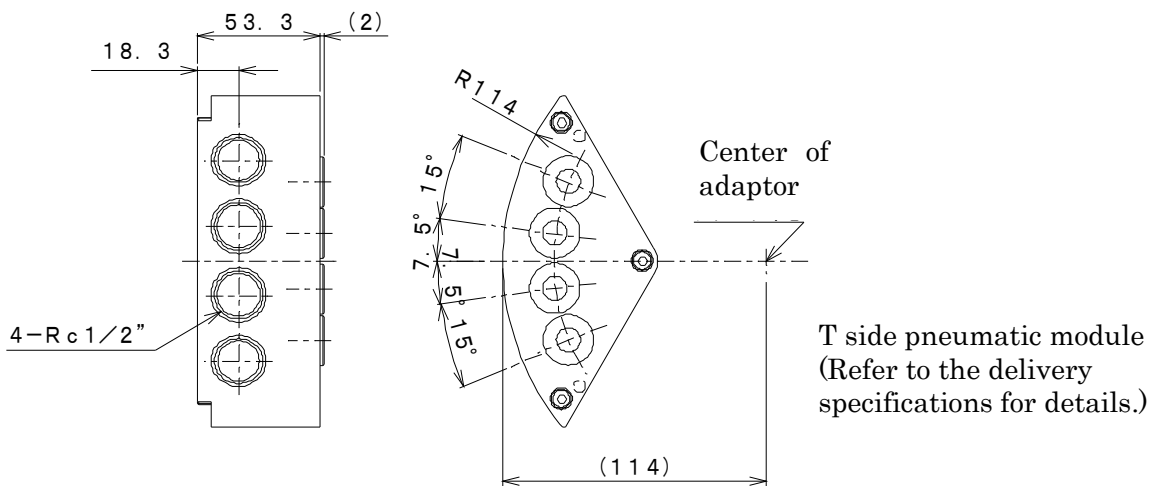 53.3
(2)
18.3
R114
15°
7.5°
7.5°
15°
Center of
adaptor
4-Rc1/2”
T side pneumatic module
(Refer to the delivery
specifications for details.)
(114)